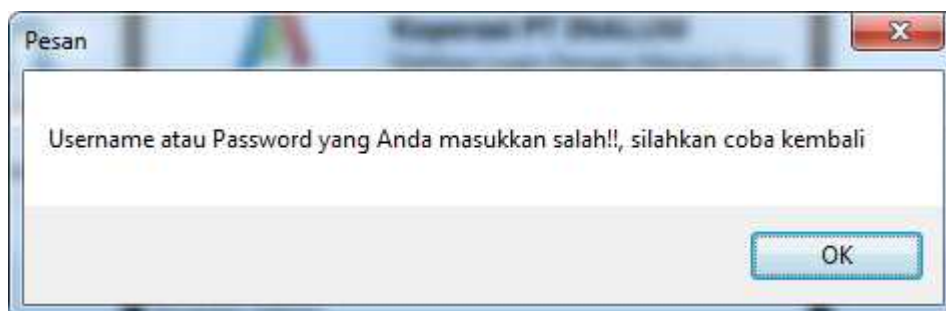 Pesan
Username atau Password yang Anda masukkan salah!!, silahkan coba kembali
OK